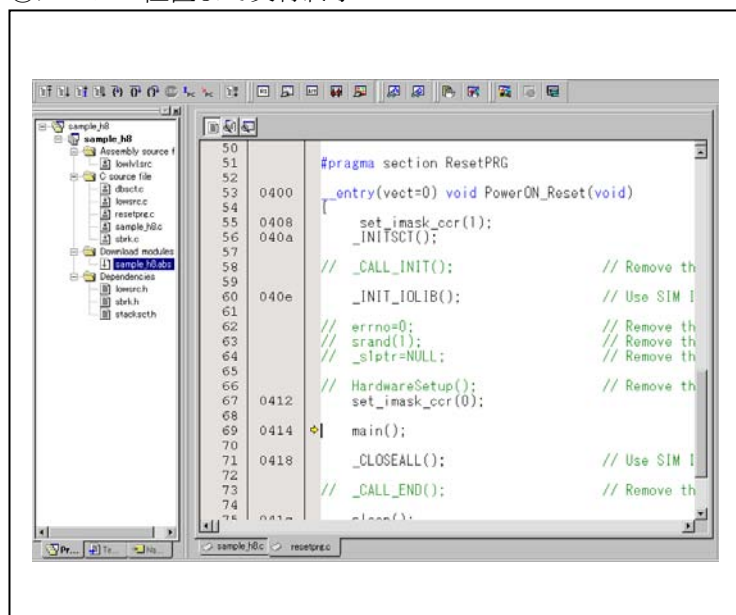 sample_h8
sample_h8
Assembly source f
lowlvl.src
C source file
dbsct.c
lowsrc.c
resetprg.c
sample_h8.c
sbrk.c
Download modules
sample_h8.abs
Dependencies
lowsrc.h
sbrk.h
stacksct.h
Pr...
Te...
Na...
50
51 #pragma section ResetPRG
52
53 0400 __entry(vect=0) void PowerON_Reset(void)
54 {
55 0408 set_imask_ccr(1);
56 040a _INITSCT();
57
58 // _CALL_INIT(); // Remove th
59
60 040e _INIT_IOLIB(); // Use SIM I
61
62 // errno=0; // Remove th
63 // srand(1); // Remove th
64 // _s1ptr=NULL; // Remove th
65
66 // HardwareSetup(); // Remove th
67 0412 set_imask_ccr(0);
68
69 0414 main();
70
71 0418 _CLOSEALL(); // Use SIM I
72
73 // _CALL_END(); // Remove th
74
sample_h8.c
resetprg.c